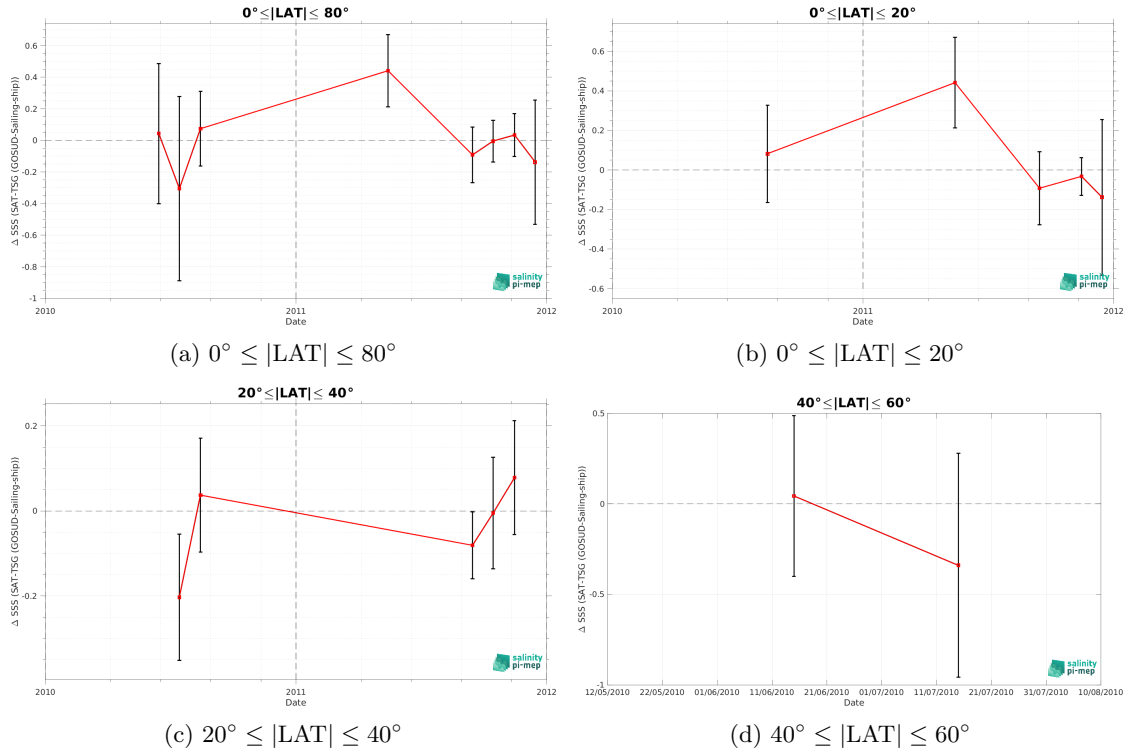 0°≤|LAT|≤ 80°
0.6
0.4
0.2
0
-0.2
-0.4
-0.6
-0.8
-1
Δ SSS (SAT-TSG (GOSUD-Sailing-ship))
2010
2011
2012
Date
salinity
pi-mep
(a) 0° ≤ |LAT| ≤ 80°
0°≤|LAT|≤ 20°
0.6
0.4
0.2
0
-0.2
-0.4
-0.6
Δ SSS (SAT-TSG (GOSUD-Sailing-ship))
2010
2011
2012
Date
salinity
pi-mep
(b) 0° ≤ |LAT| ≤ 20°
20°≤|LAT|≤ 40°
0.2
0
-0.2
Δ SSS (SAT-TSG (GOSUD-Sailing-ship))
2010
2011
2012
Date
salinity
pi-mep
(c) 20° ≤ |LAT| ≤ 40°
40°≤|LAT|≤ 60°
0.5
0
-0.5
-1
Δ SSS (SAT-TSG (GOSUD-Sailing-ship))
12/05/2010 22/05/2010 01/06/2010 11/06/2010 21/06/2010 01/07/2010 11/07/2010 21/07/2010 31/07/2010 10/08/2010
Date
salinity
pi-mep
(d) 40° ≤ |LAT| ≤ 60°